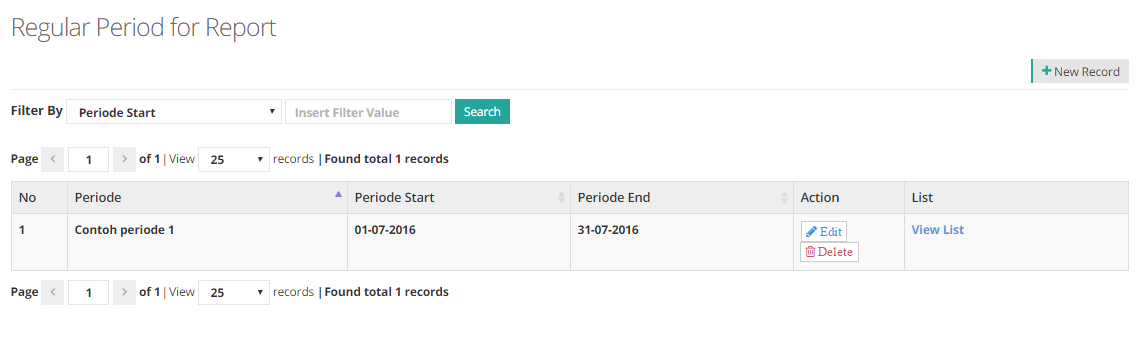 Regular Period for Report
New Record
Filter By Periode Start Insert Filter Value Search
Page 1 of 1 | View 25 records | Found total 1 records
No Periode Periode Start Periode End Action List
1 Contoh periode 1 01-07-2016 31-07-2016 Edit View List
Delete
Page 1 of 1 | View 25 records | Found total 1 records